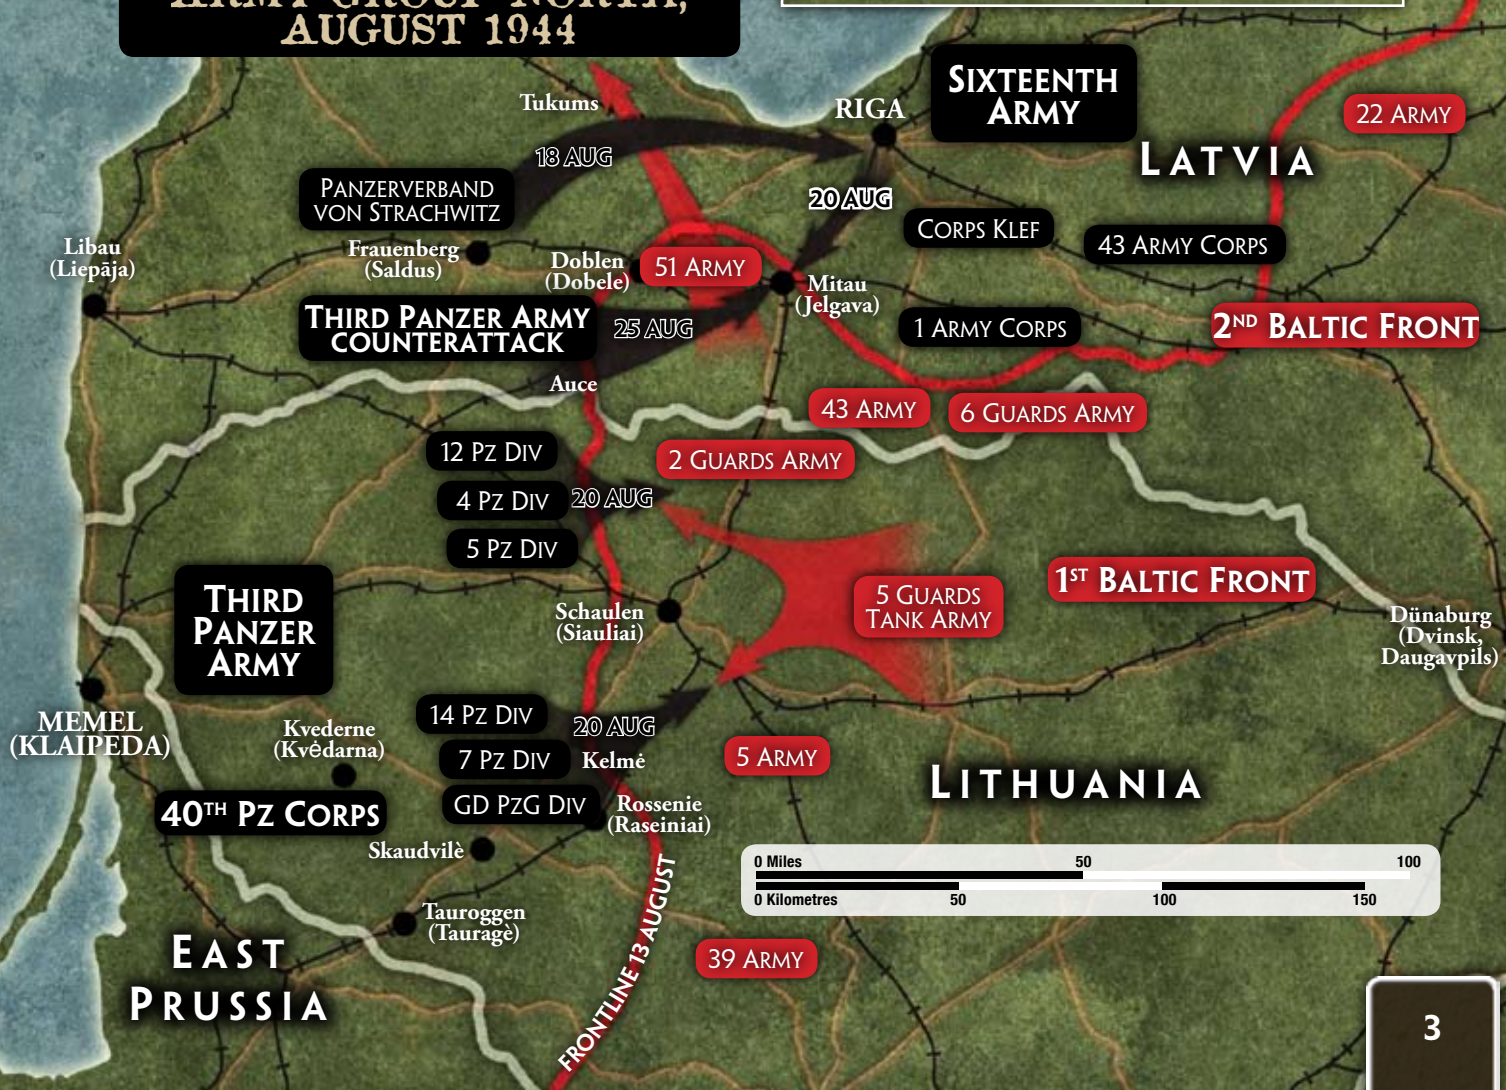 ARMY GROUP NORTH,
AUGUST 1944
Tukums
RIGA
SIXTEENTH
ARMY
22 ARMY
LATVIA
18 AUG
PANZERVERBAND
VON STRACHWITZ
20 AUG
CORPS KLEF
43 ARMY CORPS
Libau
(Liepāja)
Frauenberg
(Saldus)
Doblen
(Dobele)
51 ARMY
Mitau
(Jelgava)
THIRD PANZER ARMY
COUNTERATTACK
25 AUG
1 ARMY CORPS
2ND BALTIC FRONT
Auce
43 ARMY
6 GUARDS ARMY
12 PZ DIV
2 GUARDS ARMY
4 PZ DIV
20 AUG
5 PZ DIV
THIRD
PANZER
ARMY
Schaulen
(Siauliai)
5 GUARDS
TANK ARMY
1ST BALTIC FRONT
Dünaburg
(Dvinsk,
Daugavpils)
MEMEL
(KLAIPEDA)
Kvederne
(Kvėdarna)
14 PZ DIV
20 AUG
7 PZ DIV
Kelmė
5 ARMY
LITHUANIA
40TH PZ CORPS
GD PZG DIV
Rossenie
(Raseiniai)
Skaudvilè
0 Miles
50
100
0 Kilometres
50
100
150
Tauroggen
(Tauragè)
FRONTLINE 13 AUGUST
39 ARMY
EAST
PRUSSIA
3